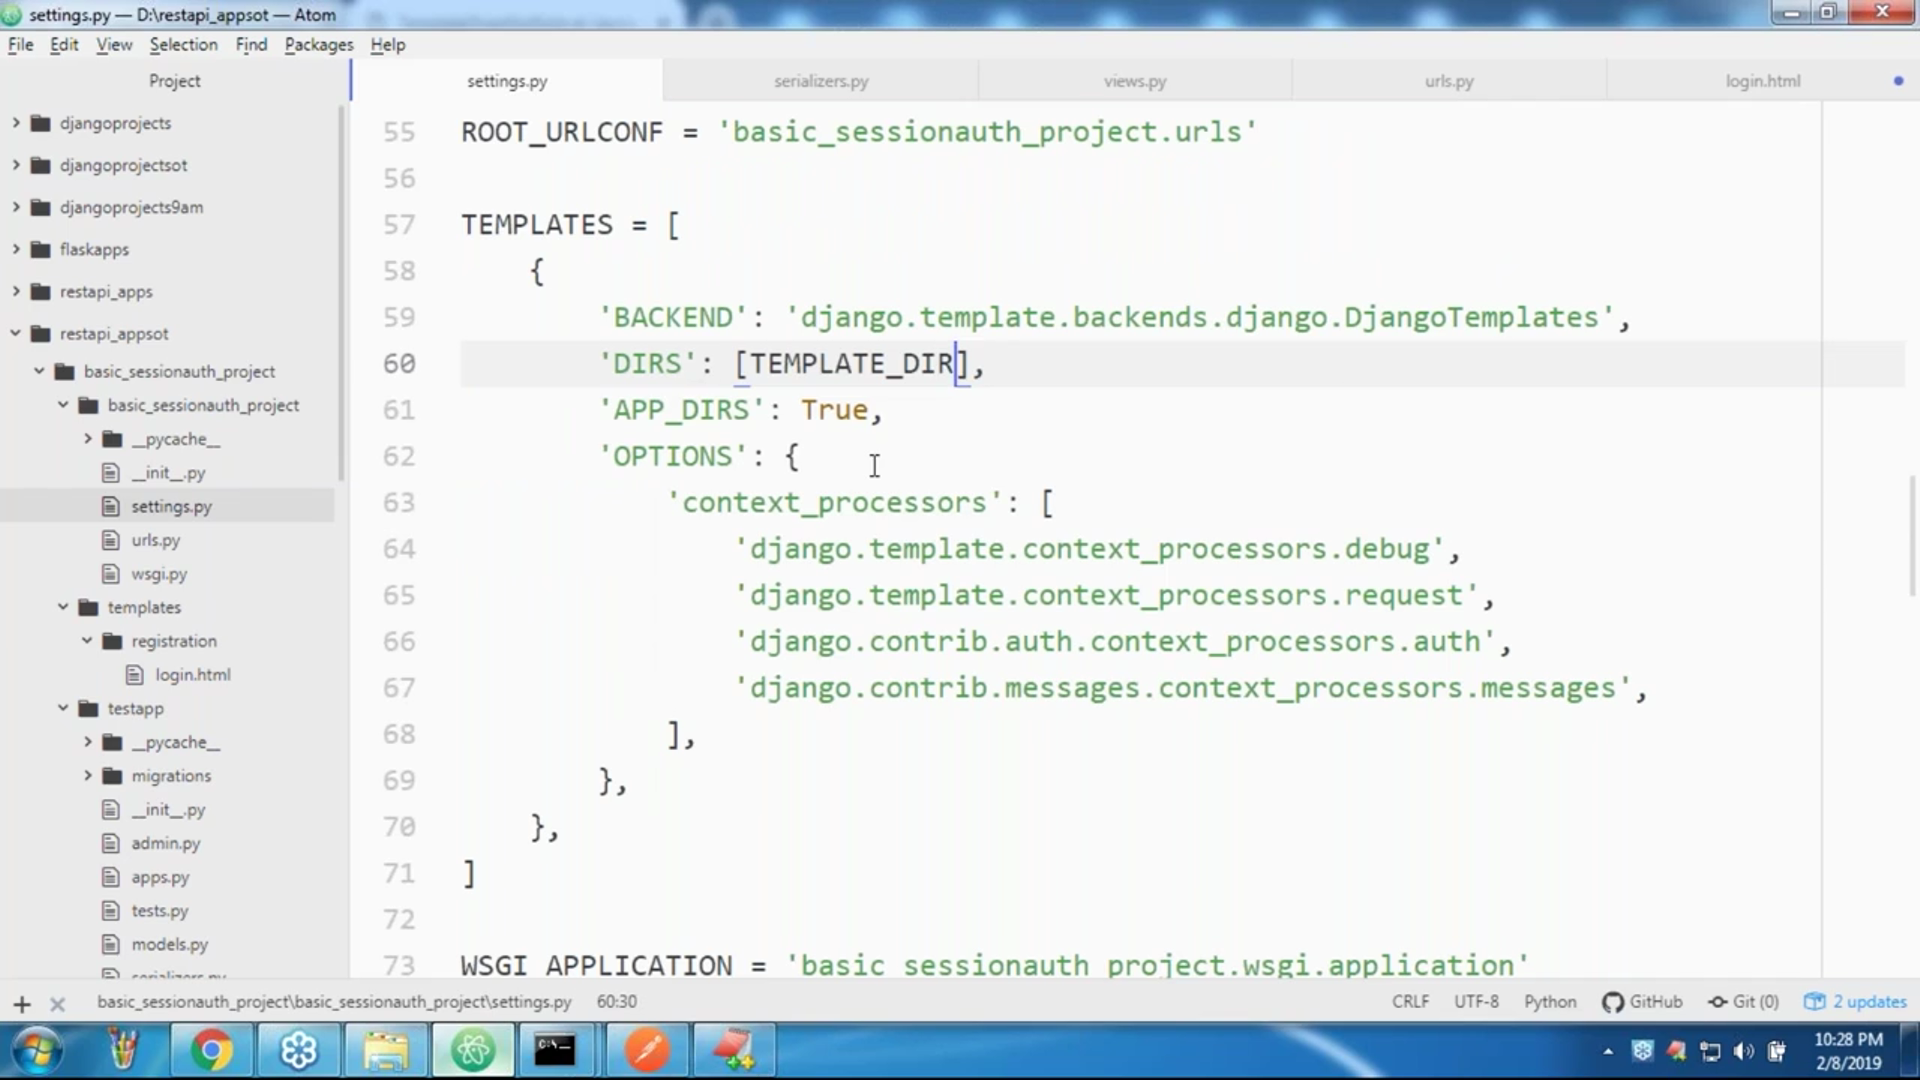 settings.py — D:\restapi_appsot — Atom
File Edit View Selection Find Packages Help
Project
settings.py serializers.py views.py urls.py login.html
djangoprojects
djangoprojectsot
djangoprojects9am
flaskapps
restapi_apps
restapi_appsot
basic_sessionauth_project
basic_sessionauth_project
__pycache__
__init__.py
settings.py
urls.py
wsgi.py
templates
registration
login.html
testapp
__pycache__
migrations
__init__.py
admin.py
apps.py
tests.py
models.py
serializers.py
55 ROOT_URLCONF = 'basic_sessionauth_project.urls'
56
57 TEMPLATES = [
58 {
59 'BACKEND': 'django.template.backends.django.DjangoTemplates',
60 'DIRS': [TEMPLATE_DIR],
61 'APP_DIRS': True,
62 'OPTIONS': {
63 'context_processors': [
64 'django.template.context_processors.debug',
65 'django.template.context_processors.request',
66 'django.contrib.auth.context_processors.auth',
67 'django.contrib.messages.context_processors.messages',
68 ],
69 },
70 },
71 ]
72
73 WSGI_APPLICATION = 'basic_sessionauth_project.wsgi.application'
basic_sessionauth_project\basic_sessionauth_project\settings.py 60:30 CRLF UTF-8 Python GitHub Git (0) 2 updates
C:\_
10:28 PM
2/8/2019